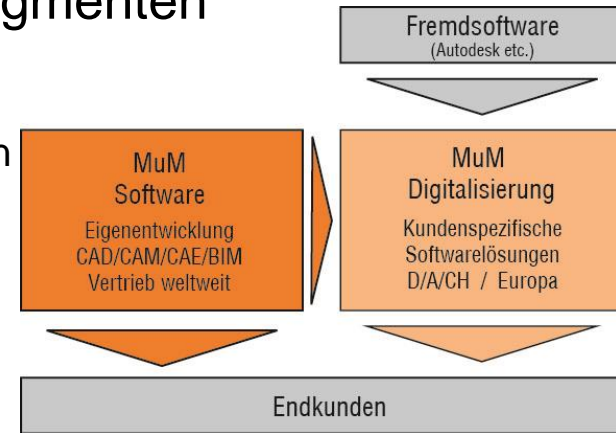 gmenten
Fremdsoftware
(Autodesk etc.)
n
MuM
Software
Eigenentwicklung
CAD/CAM/CAE/BIM
Vertrieb weltweit
MuM
Digitalisierung
Kundenspezifische
Softwarelösungen
D/A/CH / Europa
Endkunden